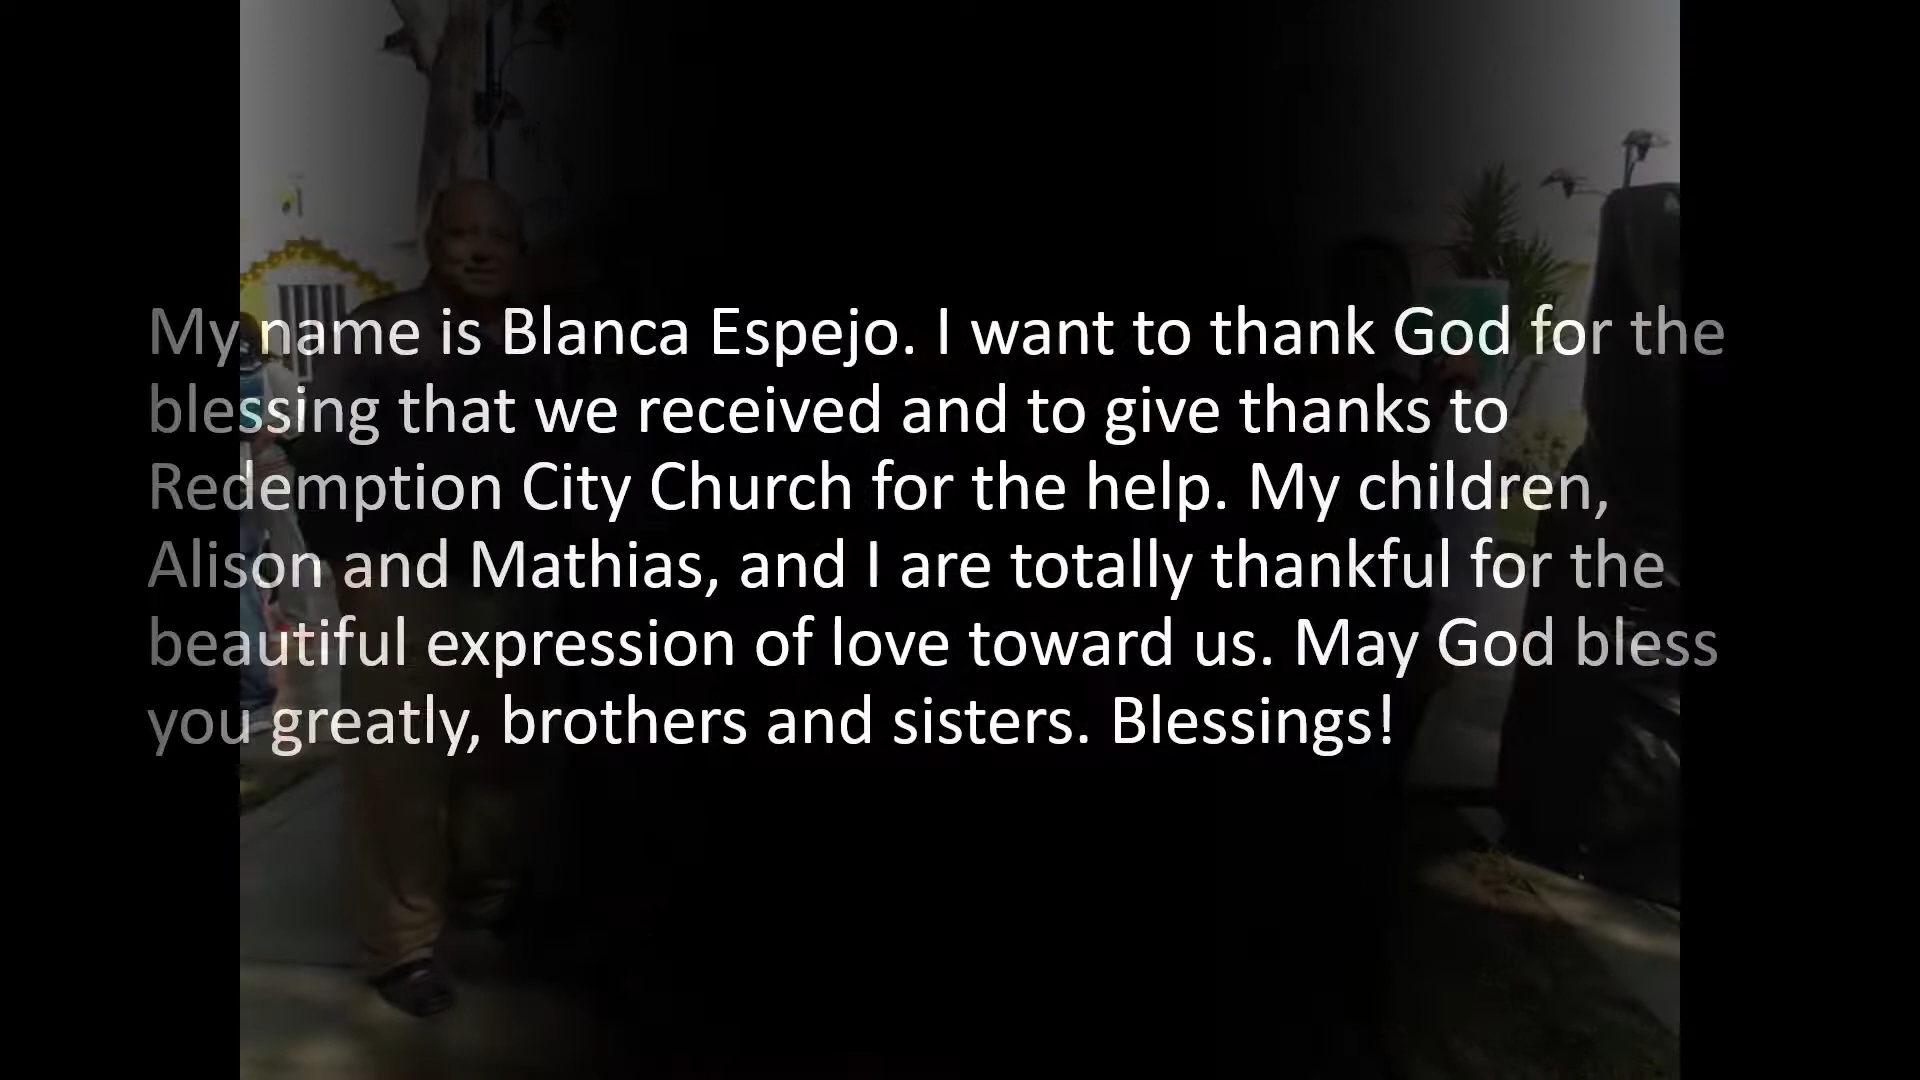 My name is Blanca Espejo. I want to thank God for the
blessing that we received and to give thanks to
Redemption City Church for the help. My children,
Alison and Mathias, and I are totally thankful for the
beautiful expression of love toward us. May God bless
you greatly, brothers and sisters. Blessings!